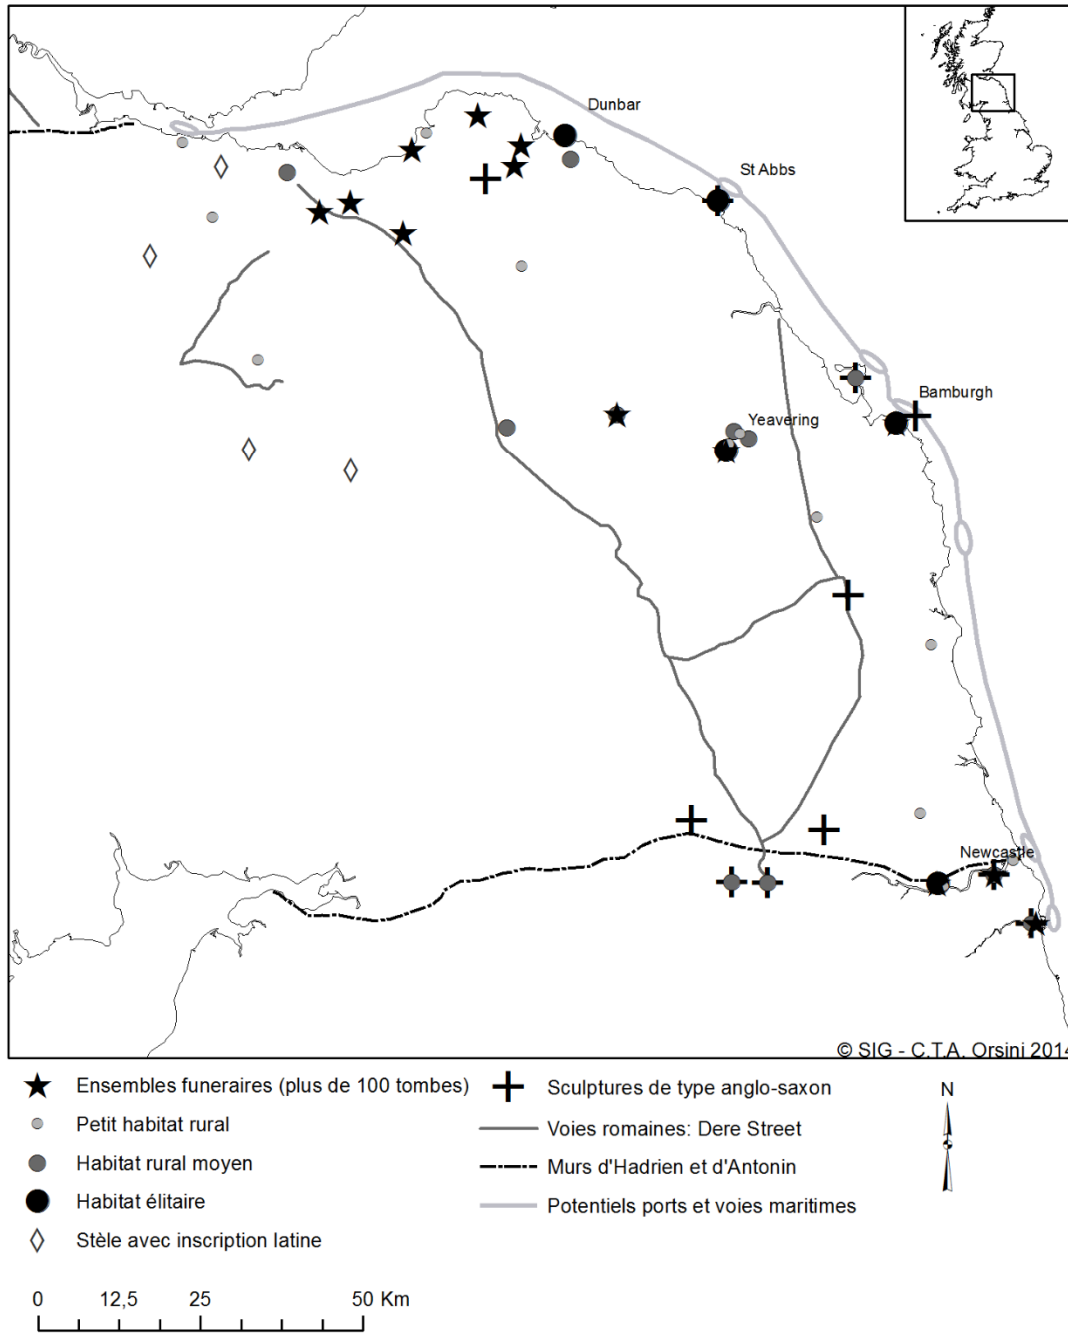 Dunbar
St Abbs
Bamburgh
Yeavering
Newcastle
© SIG - C.T.A. Orsini 2014
Ensembles funeraires (plus de 100 tombes)
Petit habitat rural
Habitat rural moyen
Habitat élitaire
Stèle avec inscription latine
Sculptures de type anglo-saxon
Voies romaines: Dere Street
Murs d'Hadrien et d'Antonin
Potentiels ports et voies maritimes
N
0 12,5 25 50 Km